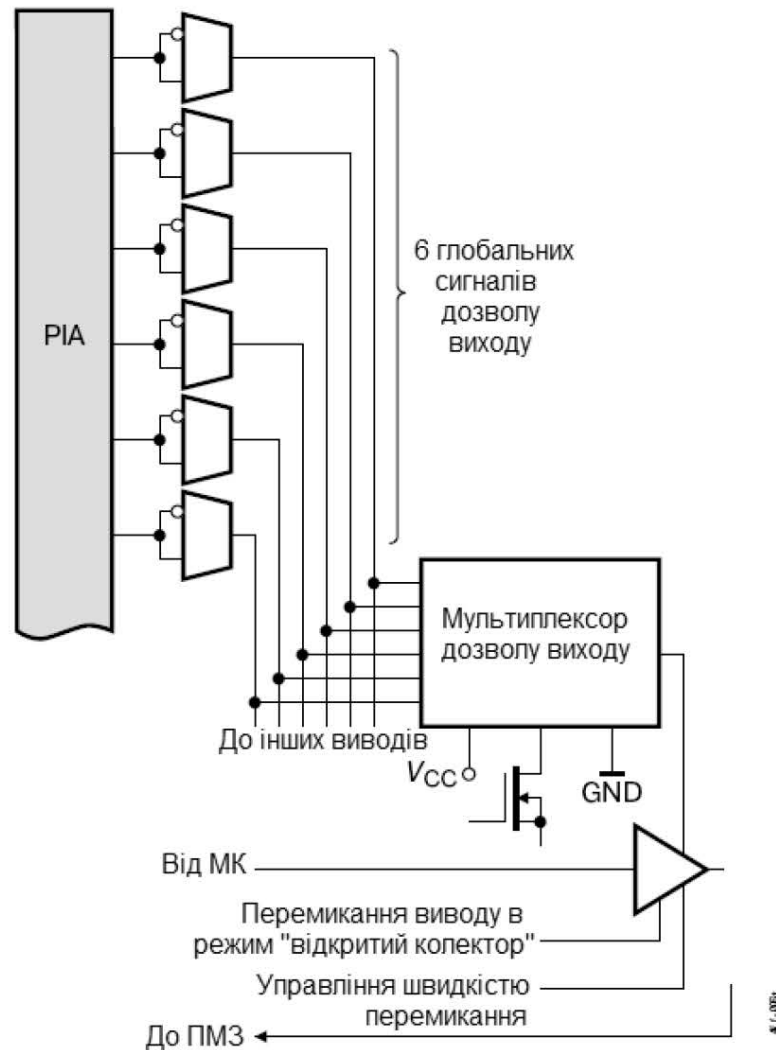 PIA
6 глобальних
сигналів
дозволу
виходу
Мультиплексор
дозволу виходу
До інших виводів
VCC
GND
Від МК
Перемикання виводу в
режим "відкритий колектор"
Управління швидкістю
перемикання
До ПМЗ